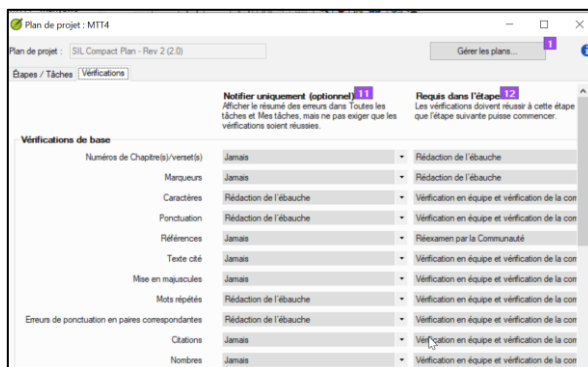 Plan de projet : MTT4
Plan de projet : SIL Compact Plan - Rev 2 (2.0) Gérer les plans... 1
Étapes / Tâches Vérifications
Notifier uniquement (optionnel) 11 Requis dans l'étape 12
Afficher le résumé des erreurs dans Toutes les Les vérifications doivent réussir à cette étape
tâches et Mes tâches, mais ne pas exiger que les que l'étape suivante puisse commencer.
vérifications soient réussies.
Vérifications de base
Numéros de Chapitre(s)/verset(s) Jamais Rédaction de l'ébauche
Marqueurs Jamais Rédaction de l'ébauche
Caractères Rédaction de l'ébauche Vérification en équipe et vérification de la con
Ponctuation Rédaction de l'ébauche Vérification en équipe et vérification de la con
Références Jamais Réexamen par la Communauté
Texte cité Jamais Vérification en équipe et vérification de la con
Mise en majuscules Jamais Vérification en équipe et vérification de la con
Mots répétés Rédaction de l'ébauche Vérification en équipe et vérification de la con
Erreurs de ponctuation en paires correspondantes Rédaction de l'ébauche Vérification en équipe et vérification de la con
Citations Jamais Vérification en équipe et vérification de la con
Nombres Jamais Vérification en équipe et vérification de la con